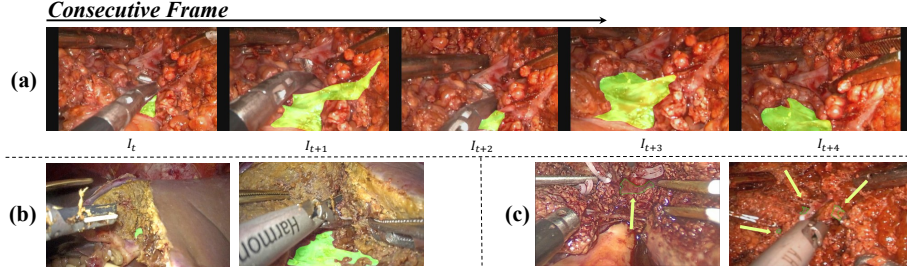 Consecutive Frame
(a)
I_t I_{t+1} I_{t+2} I_{t+3} I_{t+4}
(b) Harmon (c)